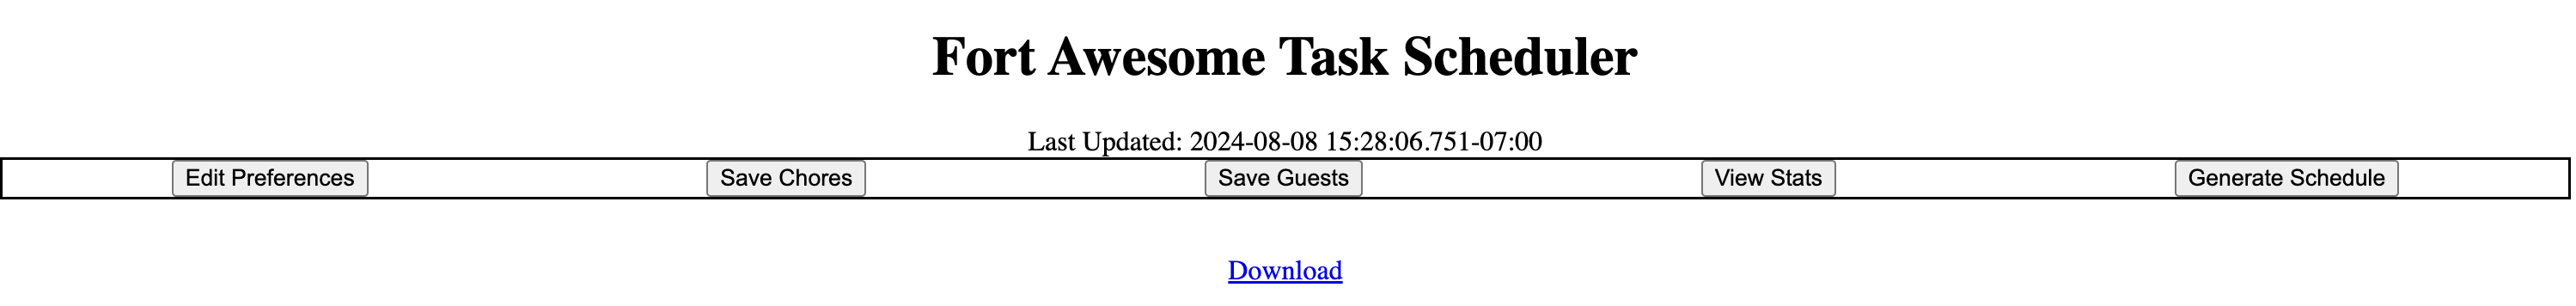 Fort Awesome Task Scheduler
Last Updated: 2024-08-08 15:28:06.751-07:00
Edit Preferences Save Chores Save Guests View Stats Generate Schedule
Download